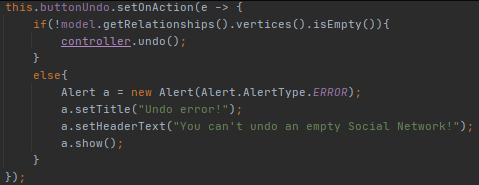 this.buttonUndo.setOnAction(e -> {
    if(!model.getRelationships().vertices().isEmpty()){
        controller.undo();
    }
    else{
        Alert a = new Alert(Alert.AlertType.ERROR);
        a.setTitle("Undo error!");
        a.setHeaderText("You can't undo an empty Social Network!");
        a.show();
    }
});